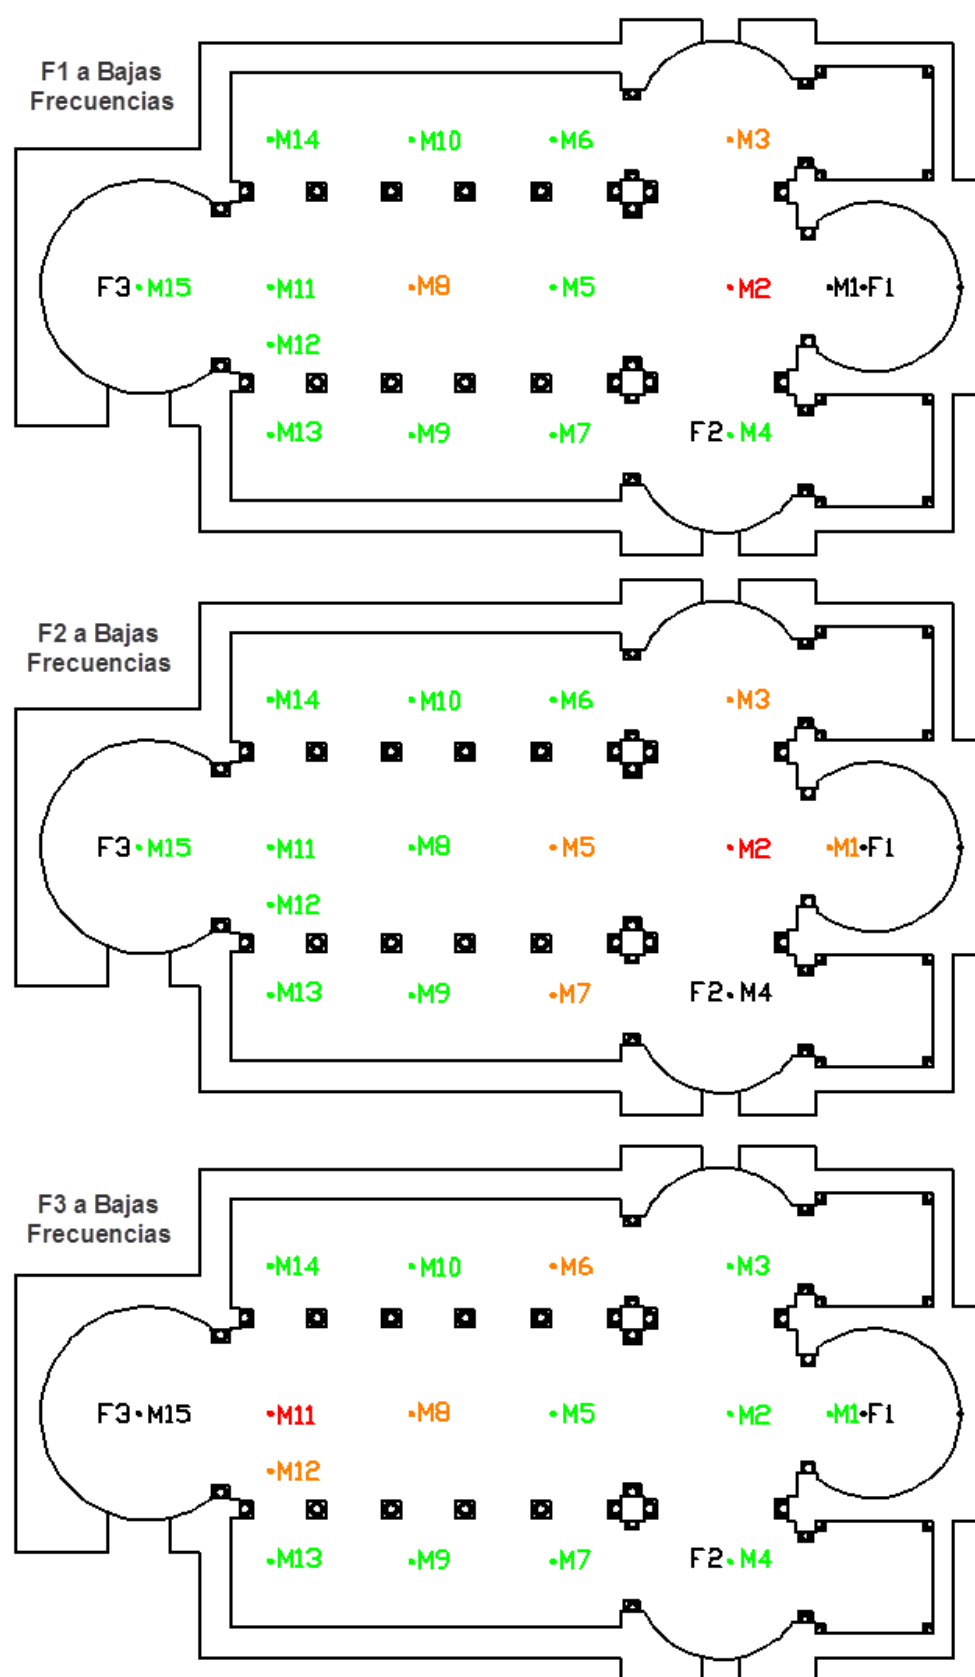 F1 a Bajas
Frecuencias
M14 M10 M6 M3
F3 M15 M11 M8 M5 M2 M1 F1
M12
M13 M9 M7 F2 M4
F2 a Bajas
Frecuencias
M14 M10 M6 M3
F3 M15 M11 M8 M5 M2 M1 F1
M12
M13 M9 M7 F2 M4
F3 a Bajas
Frecuencias
M14 M10 M6 M3
F3 M15 M11 M8 M5 M2 M1 F1
M12
M13 M9 M7 F2 M4